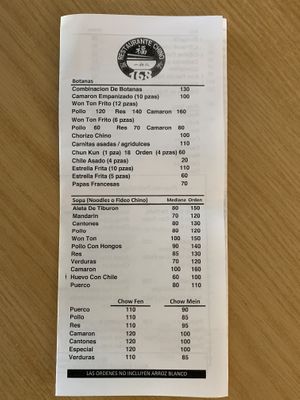 RESTAURANTE CHINO
福
168
Botanas
Combinacion De Botanas 130
Camaron Empanizado (10 pzas) 100
Won Ton Frito (12 pzas)
Pollo 120 Res 140 Camaron 160
Won Ton Frito (6 pzas)
Pollo 60 Res 70 Camaron 80
Chorizo Chino 100
Carnitas asadas / agridulces 110
Chun Kun (1 pza) 18 Orden (4 pzas) 60
Chile Asado (4 pzas) 20
Estrella Frita (10 pzas) 110
Estrella Frita (5 pzas) 60
Papas Francesas 70
Sopa (Noodles o Fideo Chino) Mediana Orden
Aleta De Tiburon 80 150
Mandarin 70 120
Cantones 80 130
Pollo 80 120
Won Ton 100 150
Pollo Con Hongos 90 140
Res 85 130
Verduras 70 120
Camaron 100 160
Huevo Con Chile 60 100
Puerco 80 110
Chow Fen Chow Mein
Puerco 110 90
Pollo 110 85
Res 110 95
Camaron 120 100
Cantones 120 100
Especial 120 100
Verduras 110 85
LAS ORDENES NO INCLUYEN ARROZ BLANCO